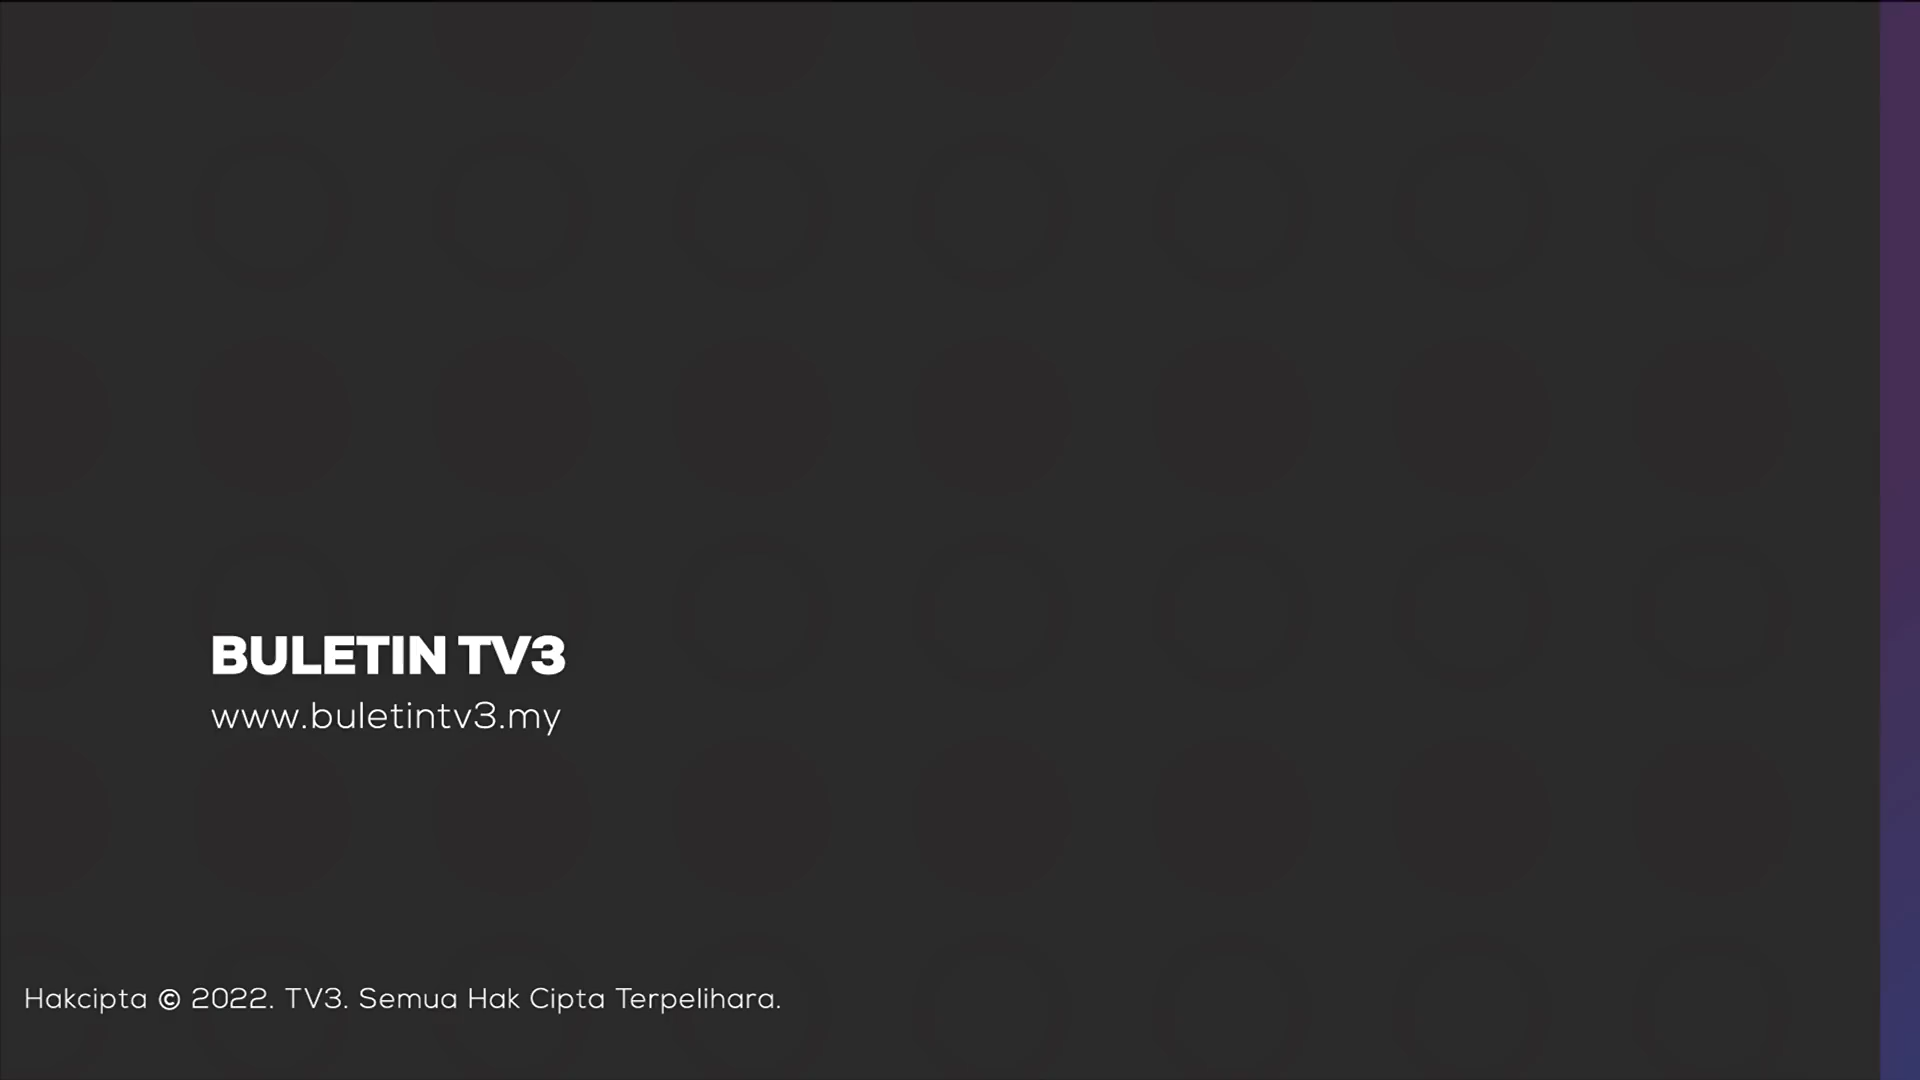 BULETIN TV3
www.buletintv3.my
Hakcipta © 2022. TV3. Semua Hak Cipta Terpelihara.